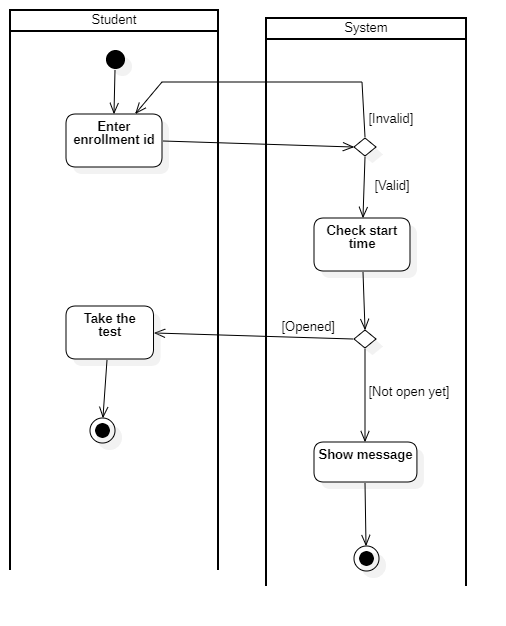 Student
System
Enter
enrollment id
[Invalid]
[Valid]
Check start
time
Take the
test
[Opened]
[Not open yet]
Show message